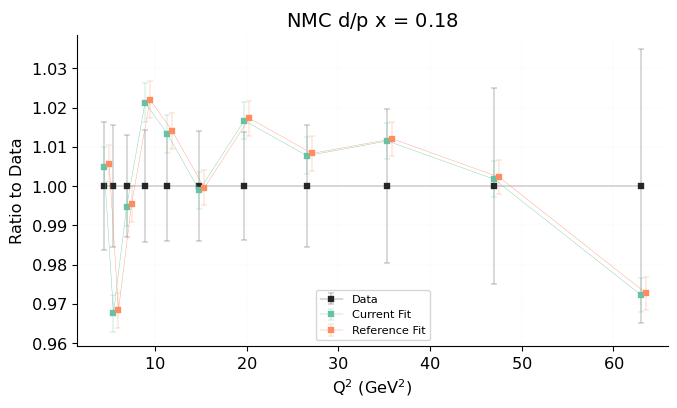 NMC d/p x = 0.18
Ratio to Data
1.03
1.02
1.01
1.00
0.99
0.98
0.97
0.96
10
20
30
40
50
60
Q² (GeV²)
Data
Current Fit
Reference Fit